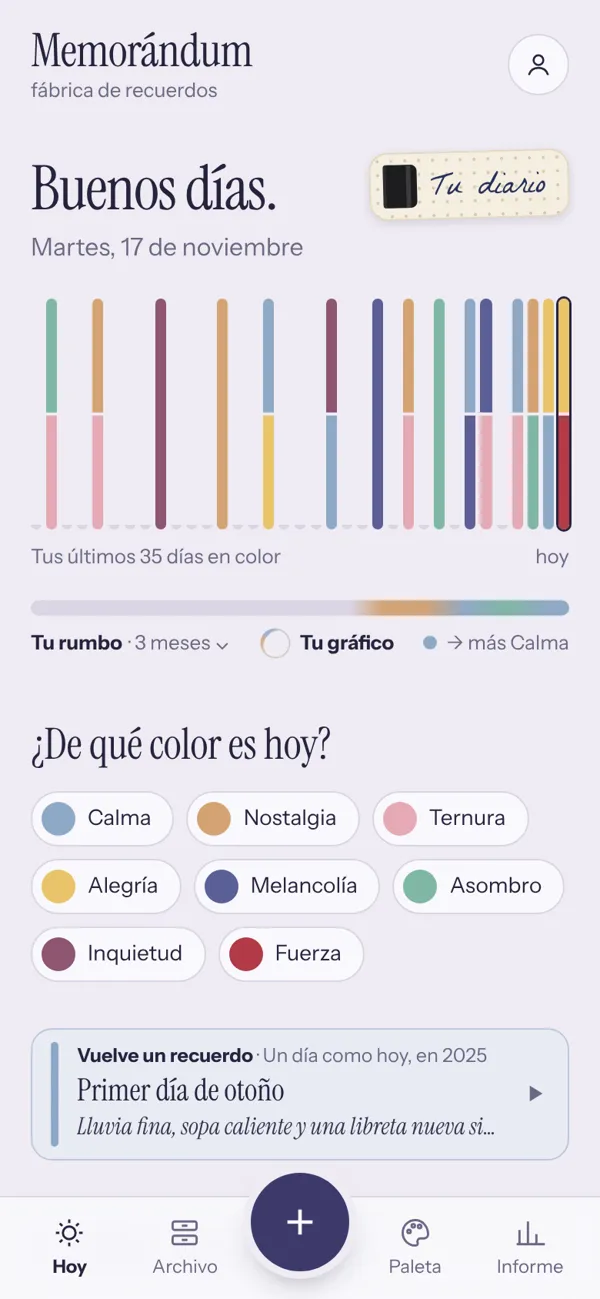 Memorándum
fábrica de recuerdos
Buenos días.
Tu diario
Martes, 17 de noviembre
Tus últimos 35 días en color
hoy
Tu rumbo · 3 meses
Tu gráfico
→ más Calma
¿De qué color es hoy?
Calma
Nostalgia
Ternura
Alegría
Melancolía
Asombro
Inquietud
Fuerza
Vuelve un recuerdo · Un día como hoy, en 2025
Primer día de otoño
Lluvia fina, sopa caliente y una libreta nueva si...
Hoy
Archivo
+
Paleta
Informe